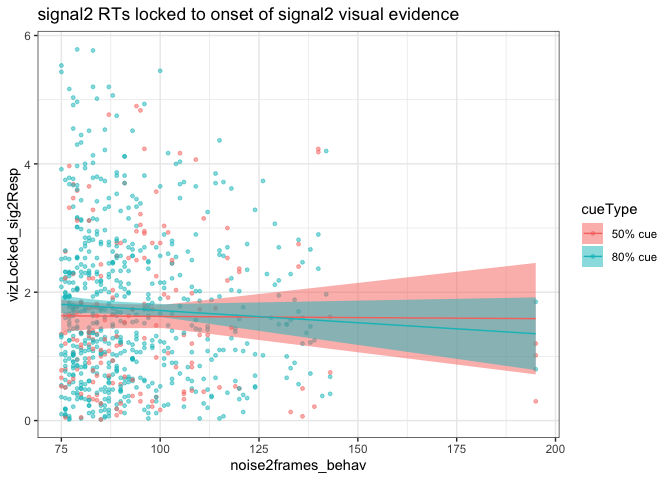 signal2 RTs locked to onset of signal2 visual evidence
6
4
2
0
vizLocked_sig2Resp
75
100
125
150
175
200
noise2frames_behav
cueType
50% cue
80% cue